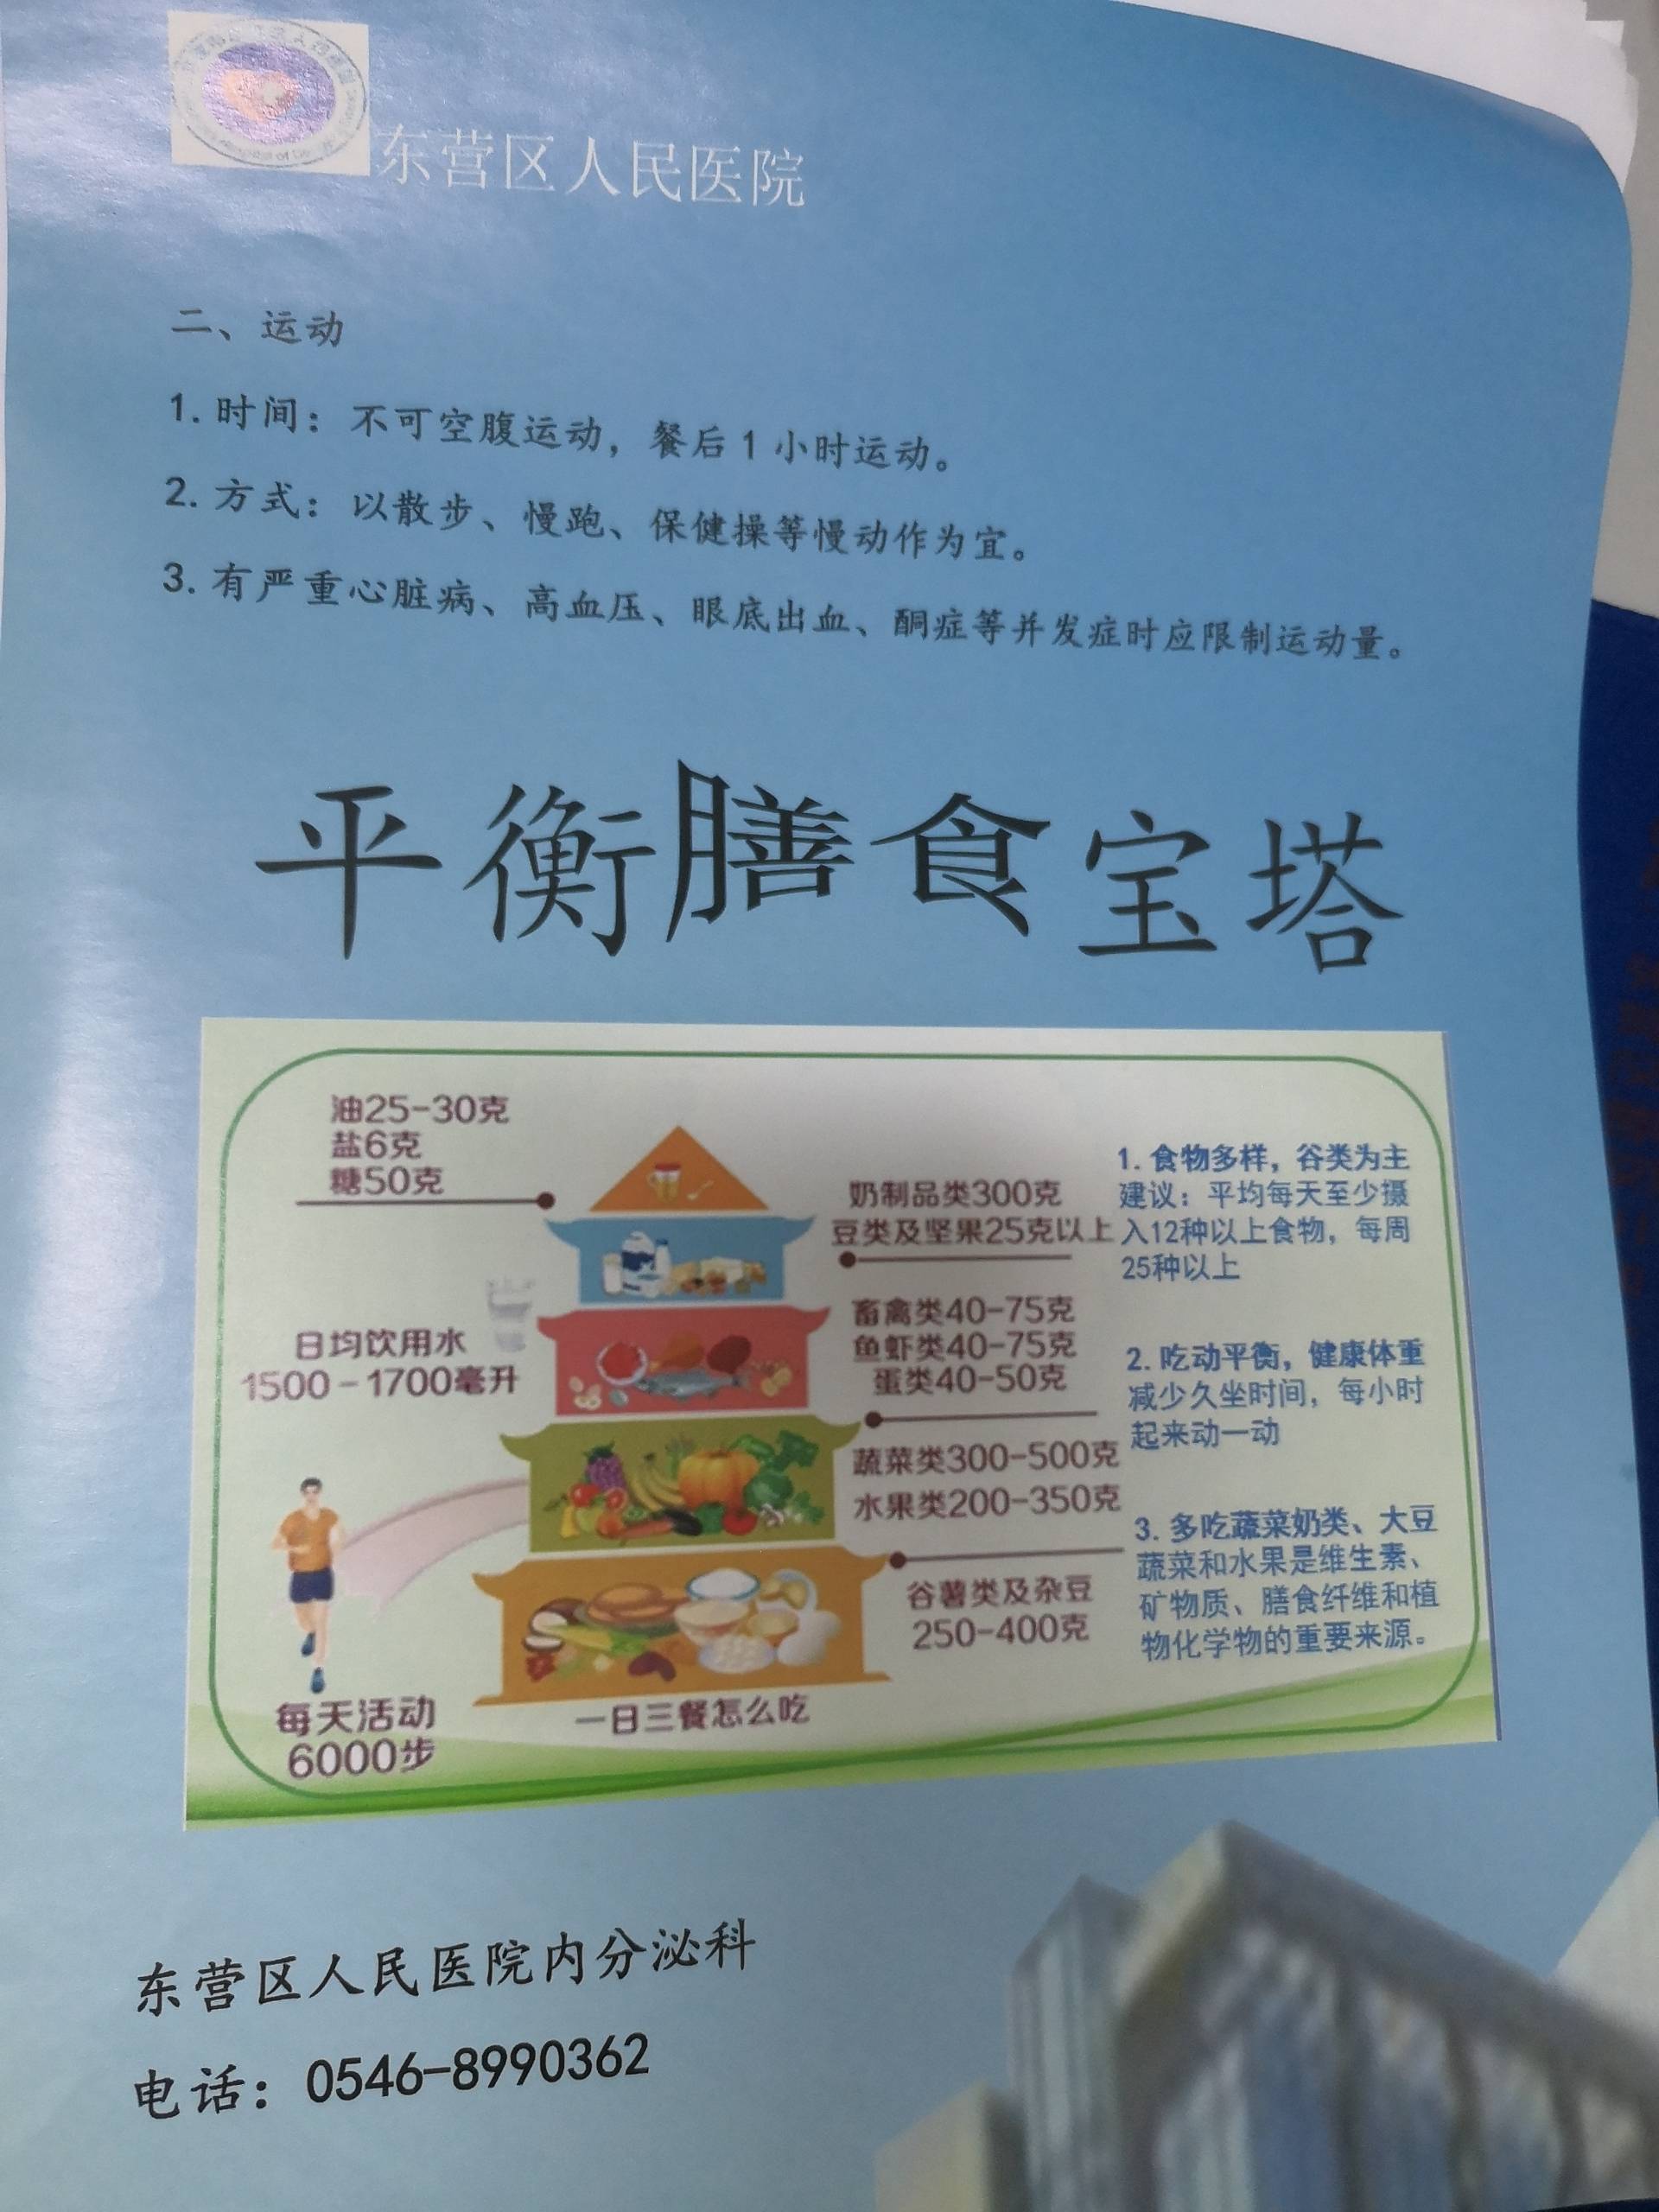 东营区人民医院
二、运动
1. 时间：不可空腹运动，餐后1小时运动。
2. 方式：以散步、慢跑、保健操等慢动作为宜。
3. 有严重心脏病、高血压、眼底出血、酮症等并发症时应限制运动量。
平衡膳食宝塔
油25-30克
盐6克
糖50克
奶制品类300克
豆类及坚果25克以上
日均饮用水
1500-1700毫升
畜禽类40-75克
鱼虾类40-75克
蛋类40-50克
蔬菜类300-500克
水果类200-350克
谷薯类及杂豆
250-400克
每天活动
6000步
一日三餐怎么吃
1. 食物多样，谷类为主
建议：平均每天至少摄
入12种以上食物，每周
25种以上
2. 吃动平衡，健康体重
减少久坐时间，每小时
起来动一动
3. 多吃蔬菜奶类、大豆
蔬菜和水果是维生素、
矿物质、膳食纤维和植
物化学物的重要来源。
东营区人民医院内分泌科
电话：0546-8990362